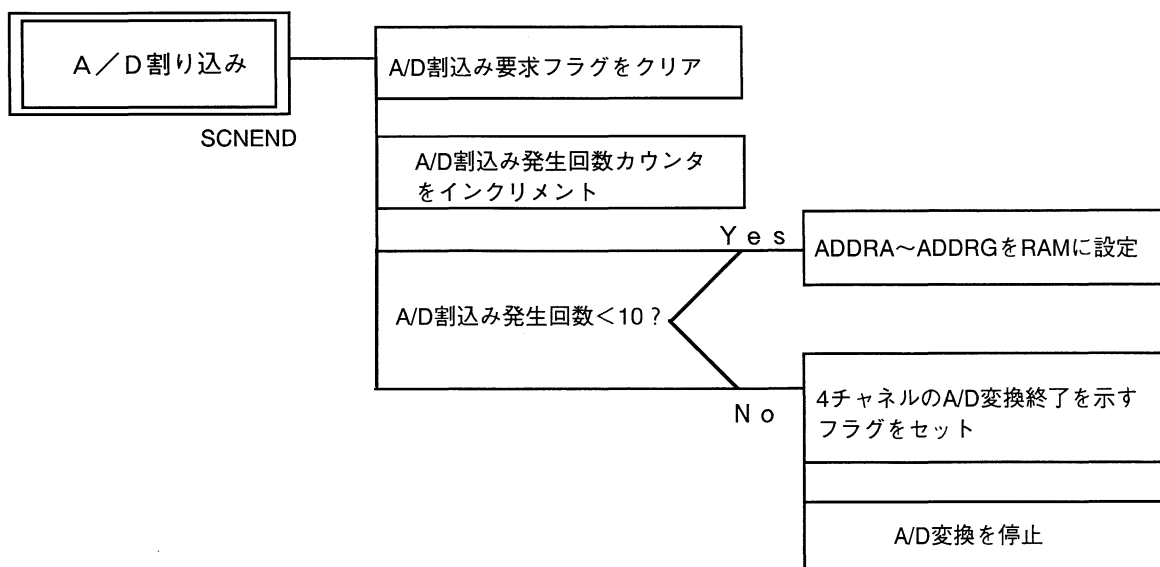 A／D割り込み
SCNEND
A/D割込み要求フラグをクリア
A/D割込み発生回数カウンタ
をインクリメント
A/D割込み発生回数＜10？
Yes
ADDRA～ADDRGをRAMに設定
No
4チャネルのA/D変換終了を示す
フラグをセット
A/D変換を停止